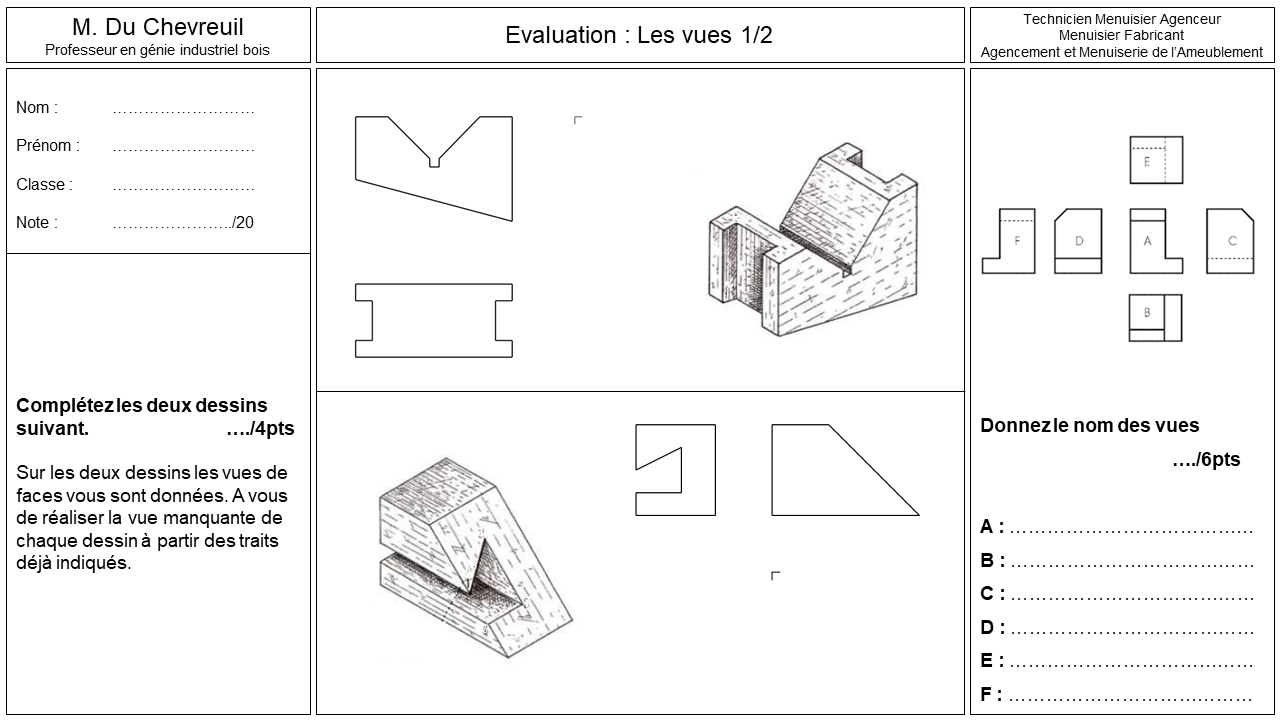 M. Du Chevreuil
Professeur en génie industriel bois
Evaluation : Les vues 1/2
Technicien Menuisier Agenceur
Menuisier Fabricant
Agencement et Menuiserie de l'Ameublement
Nom : ………………………
Prénom : ………………………
Classe : ………………………
Note : …………………./20
Complétez les deux dessins
suivant. …./4pts
Sur les deux dessins les vues de
faces vous sont données. A vous
de réaliser la vue manquante de
chaque dessin à partir des traits
déjà indiqués.
E
F
D
A
C
B
Donnez le nom des vues
…./6pts
A : ……………………………………
B : ……………………………………
C : ……………………………………
D : ……………………………………
E : ……………………………………
F : ……………………………………